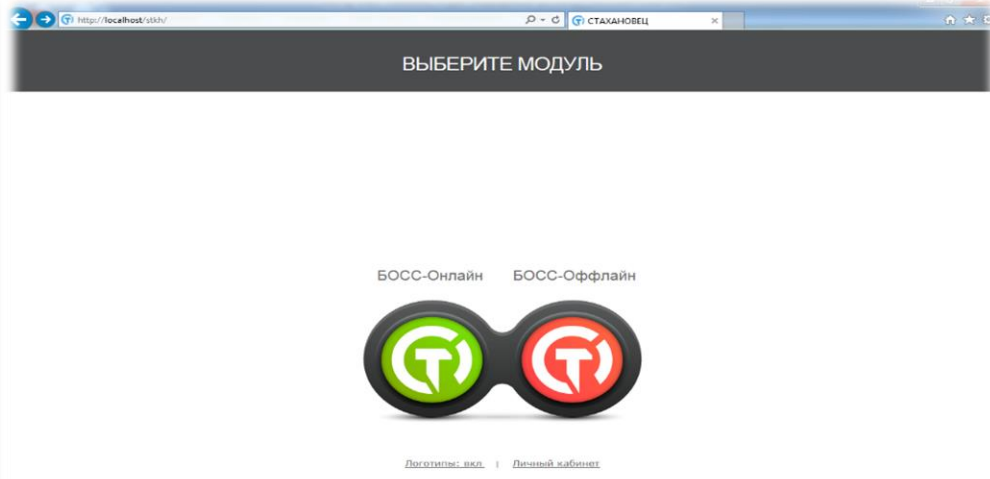 http://localhost/stkh/
СТАХАНОВЕЦ
ВЫБЕРИТЕ МОДУЛЬ
БОСС-Онлайн БОСС-Оффлайн
Логотипы: вкл | Личный кабинет